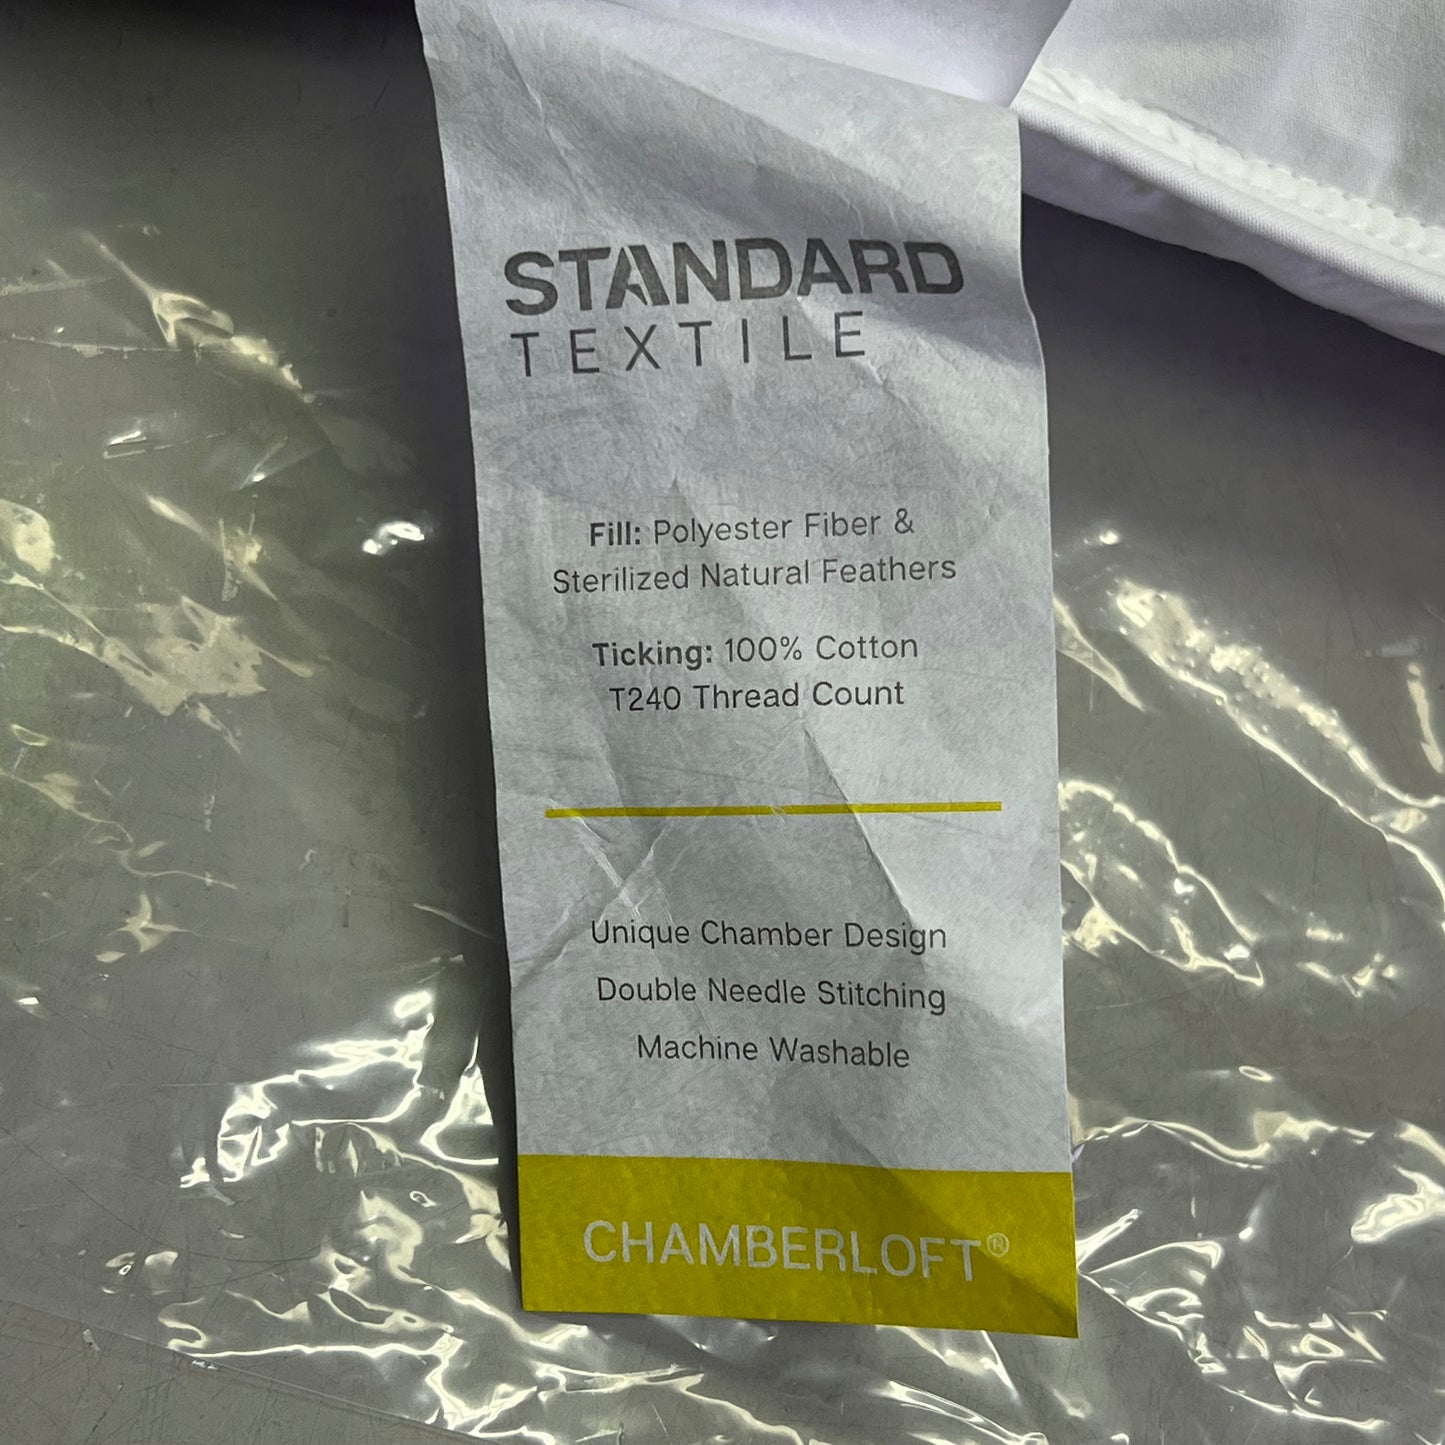 STANDARD
TEXTILE
Fill: Polyester Fiber &
Sterilized Natural Feathers
Ticking: 100% Cotton
T240 Thread Count
Unique Chamber Design
Double Needle Stitching
Machine Washable
CHAMBERLOFT®